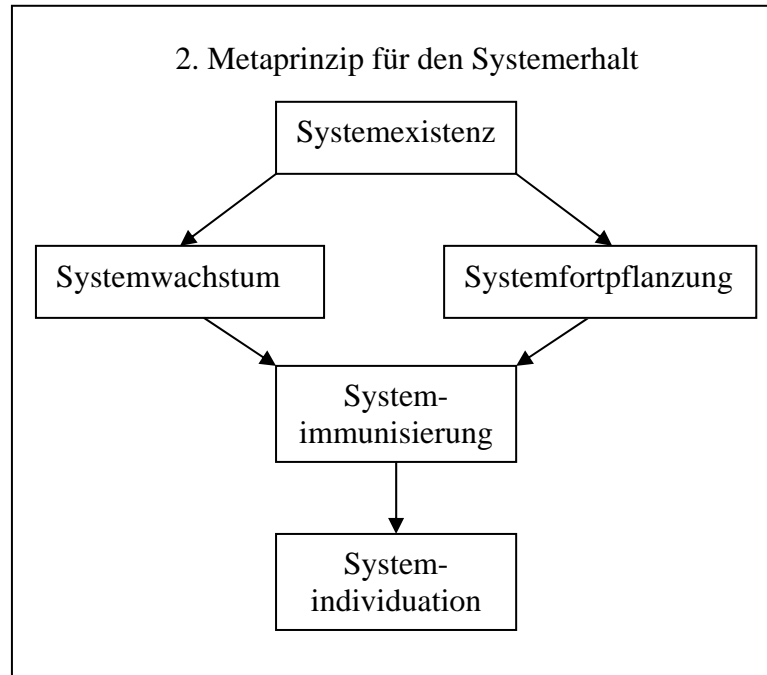 2. Metaprinzip für den Systemerhalt
Systemexistenz
Systemwachstum
Systemfortpflanzung
System-
immunisierung
System-
individuation